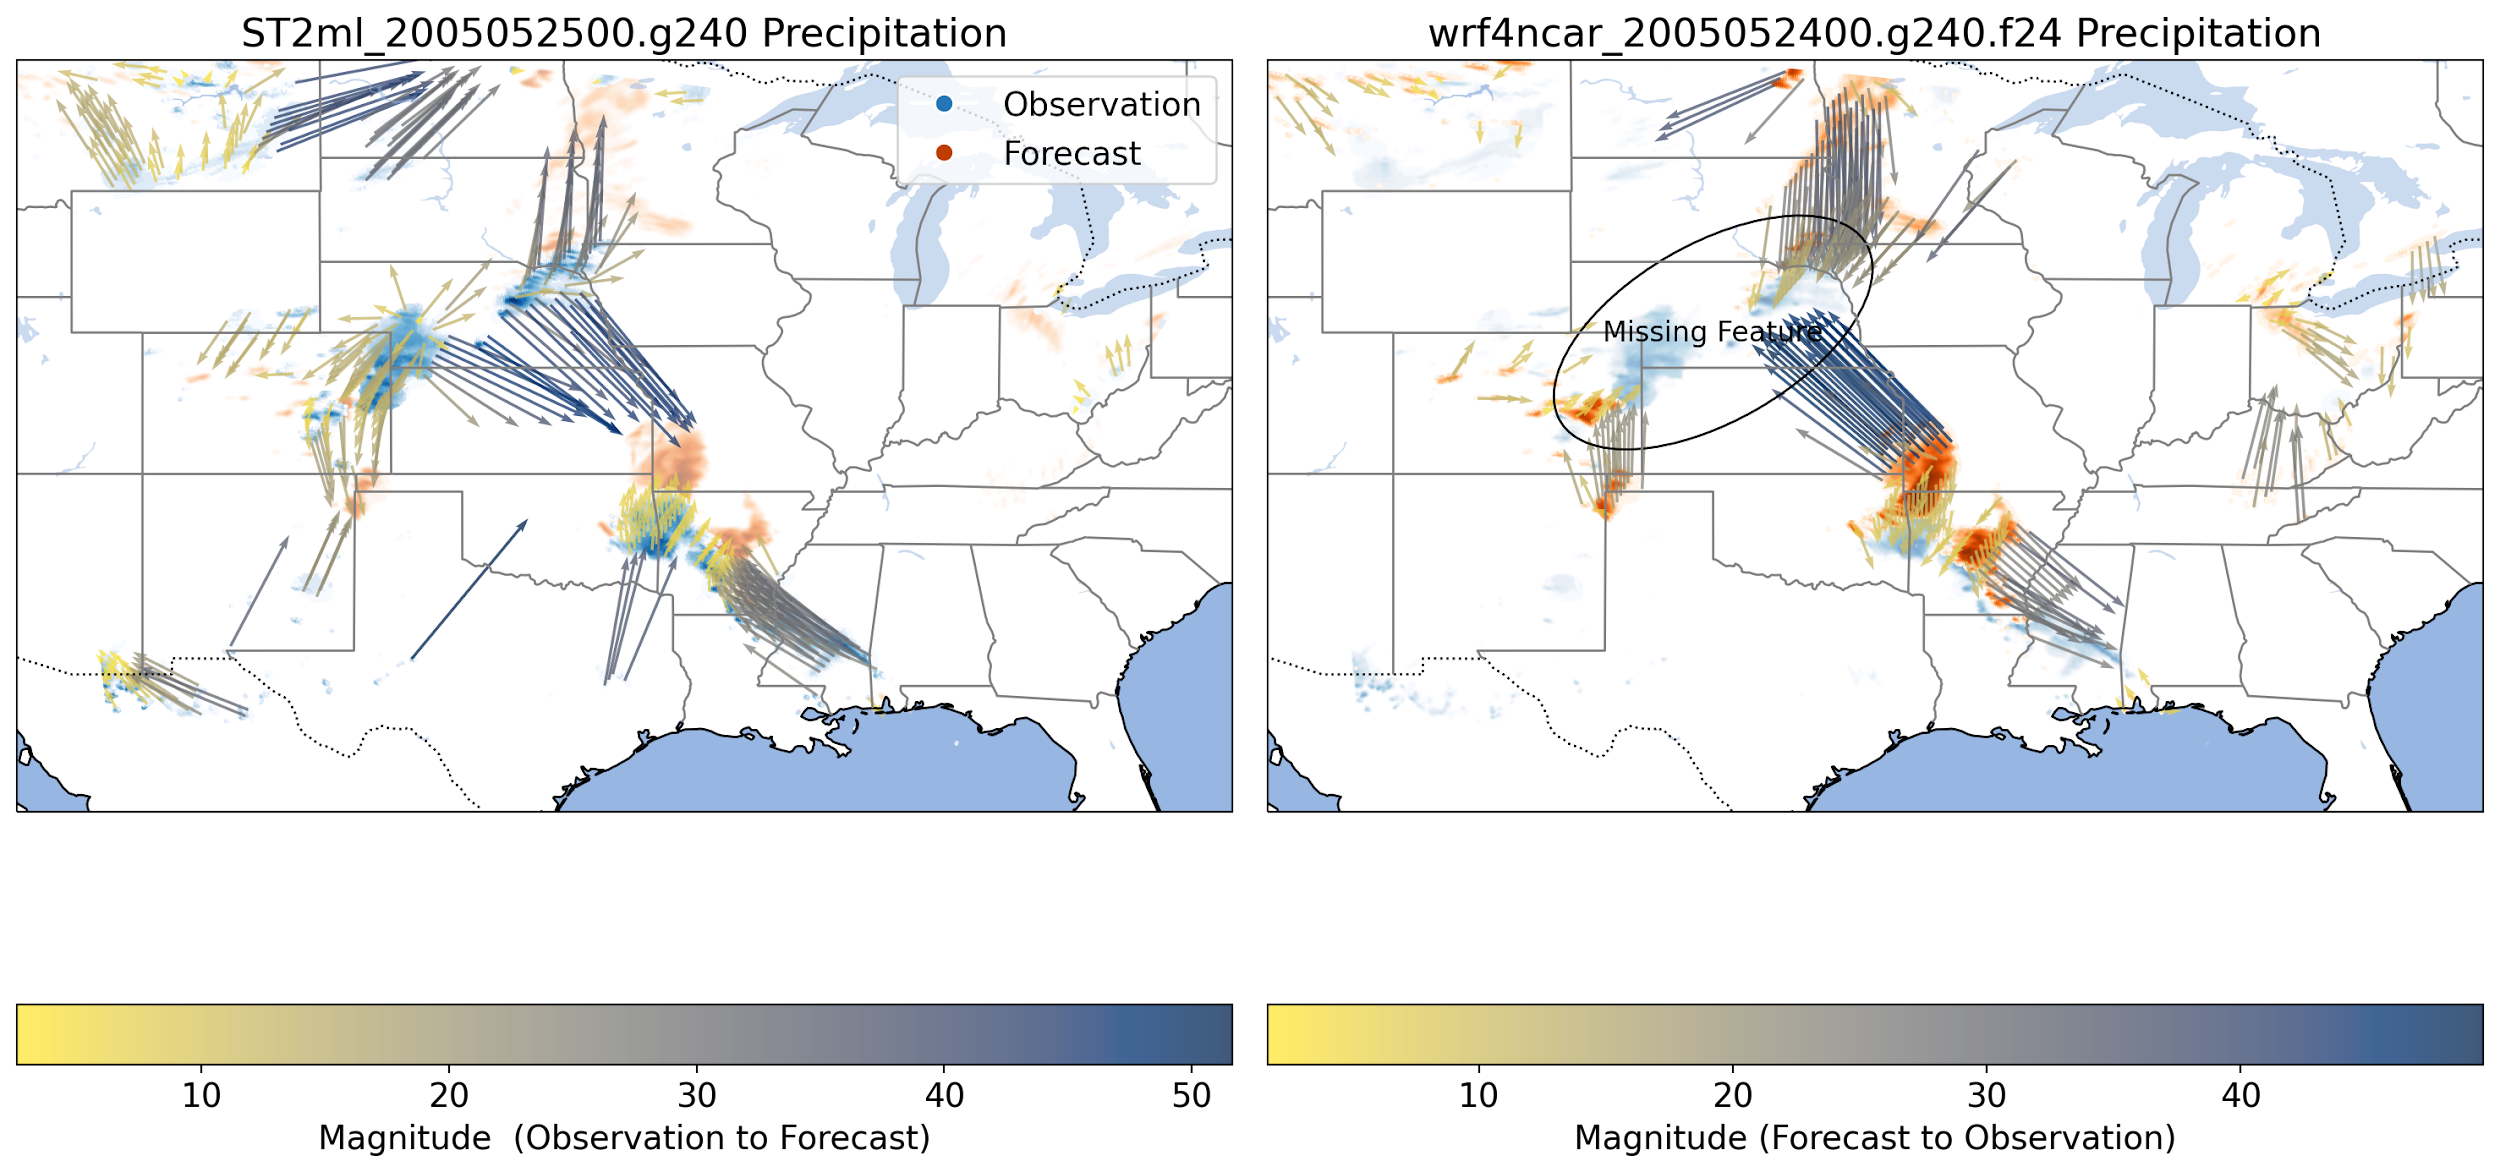 ST2ml_2005052500.g240 Precipitation
wrf4ncar_2005052400.g240.f24 Precipitation
Observation
Forecast
Missing Feature
10 20 30 40 50
Magnitude  (Observation to Forecast)
10 20 30 40
Magnitude (Forecast to Observation)